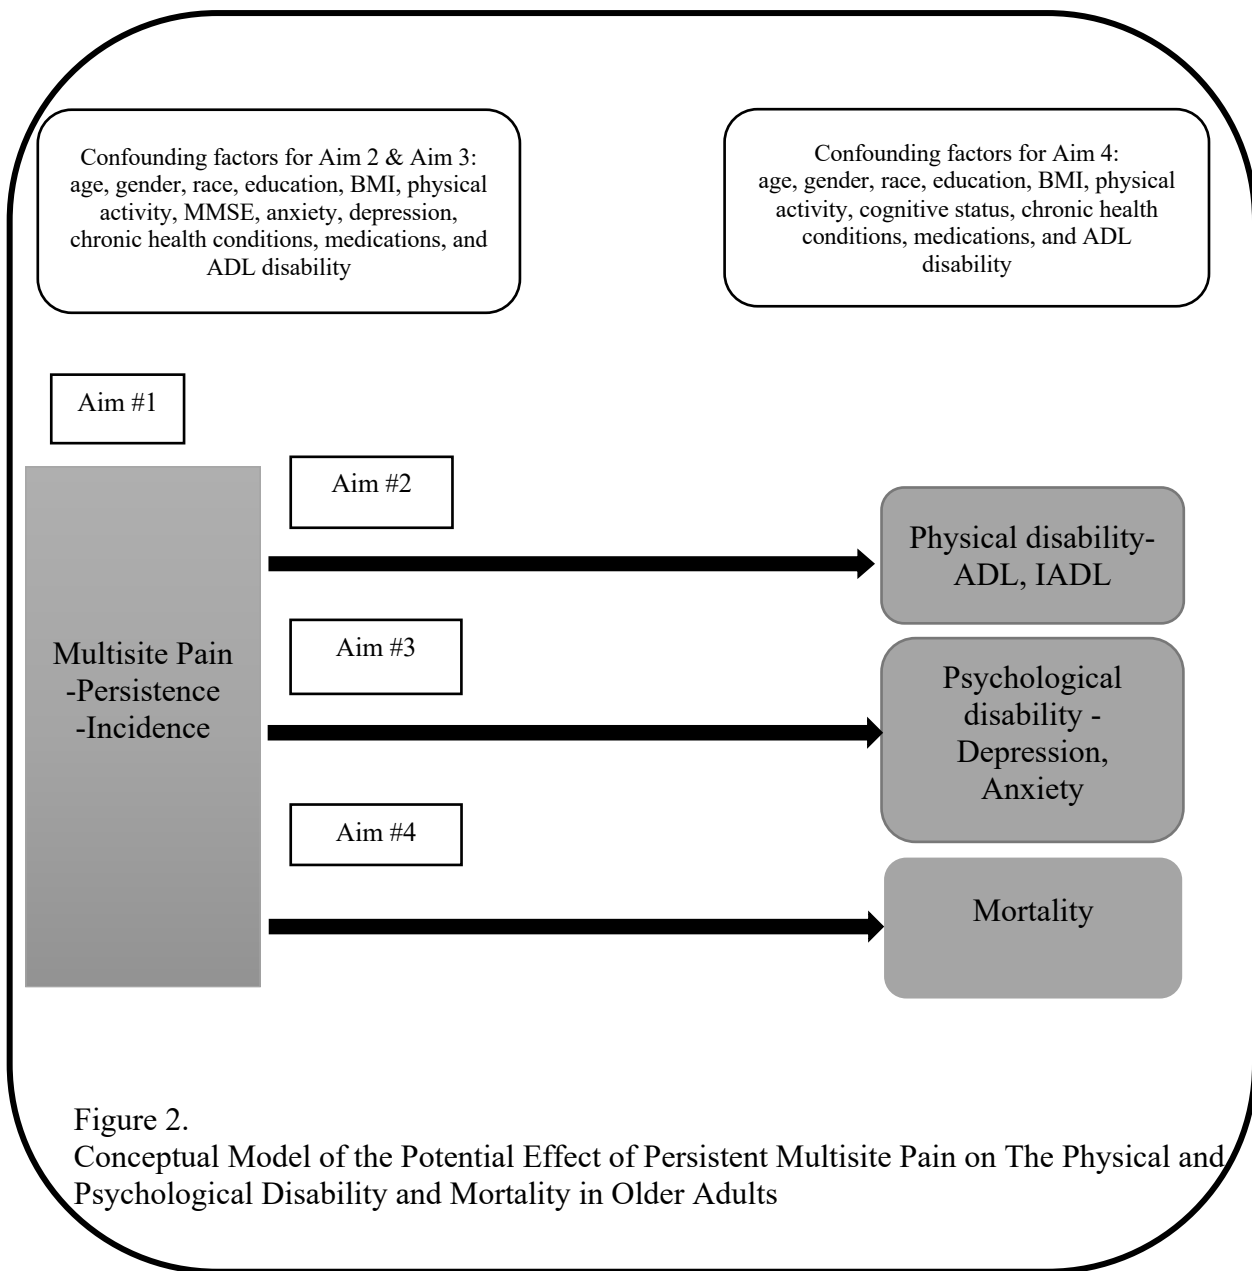 Confounding factors for Aim 2 & Aim 3:
age, gender, race, education, BMI, physical
activity, MMSE, anxiety, depression,
chronic health conditions, medications, and
ADL disability
Confounding factors for Aim 4:
age, gender, race, education, BMI, physical
activity, cognitive status, chronic health
conditions, medications, and ADL
disability
Aim #1
Multisite Pain
-Persistence
-Incidence
Aim #2
Physical disability-
ADL, IADL
Aim #3
Psychological
disability -
Depression,
Anxiety
Aim #4
Mortality
Figure 2.
Conceptual Model of the Potential Effect of Persistent Multisite Pain on The Physical and
Psychological Disability and Mortality in Older Adults